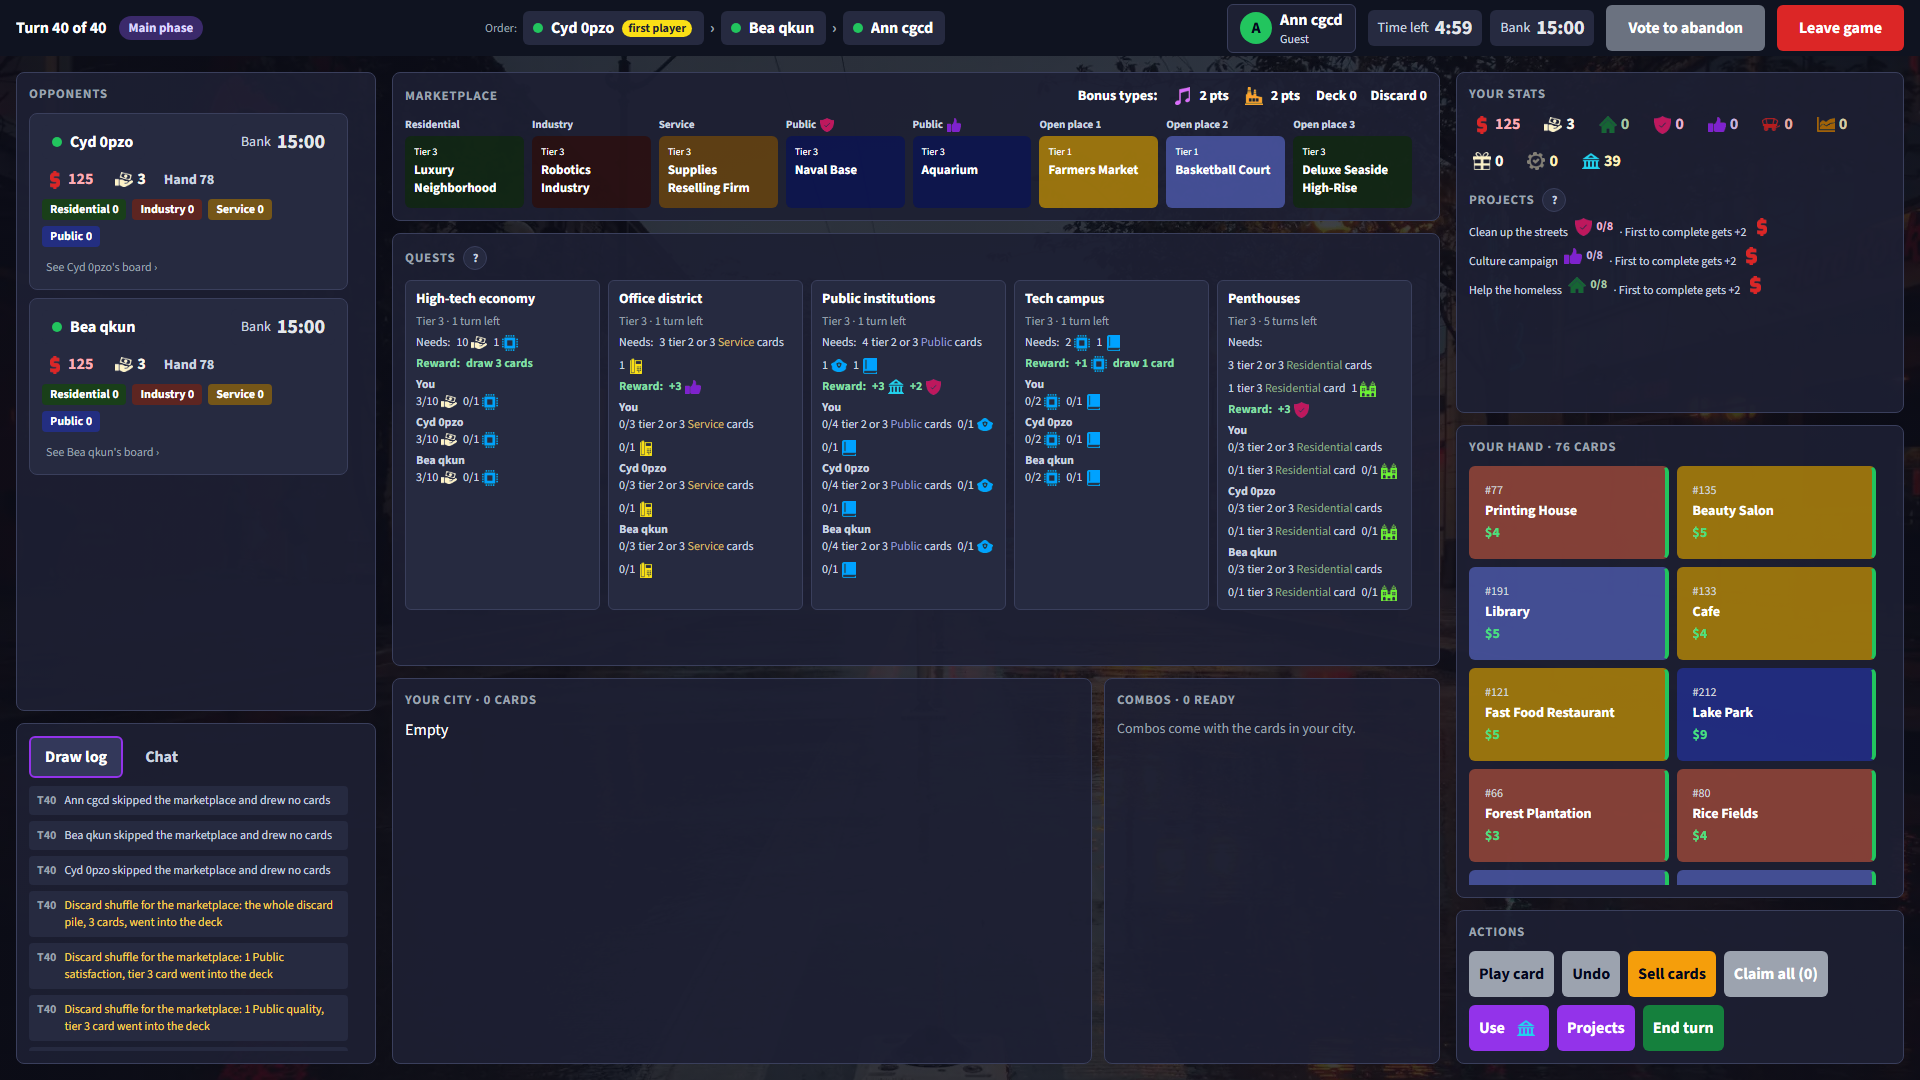 Turn 40 of 40 Main phase
Order: Cyd 0pzo first player › Bea qkun › Ann cgcd
A Ann cgcd
Guest
Time left 4:59
Bank 15:00
Vote to abandon
Leave game
OPPONENTS
Cyd 0pzo Bank 15:00
125 3 Hand 78
Residential 0 Industry 0 Service 0
Public 0
See Cyd 0pzo's board ›
Bea qkun Bank 15:00
125 3 Hand 78
Residential 0 Industry 0 Service 0
Public 0
See Bea qkun's board ›
Draw log Chat
T40 Ann cgcd skipped the marketplace and drew no cards
T40 Bea qkun skipped the marketplace and drew no cards
T40 Cyd 0pzo skipped the marketplace and drew no cards
T40 Discard shuffle for the marketplace: the whole discard
pile, 3 cards, went into the deck
T40 Discard shuffle for the marketplace: 1 Public
satisfaction, tier 3 card went into the deck
T40 Discard shuffle for the marketplace: 1 Public quality,
tier 3 card went into the deck
MARKETPLACE
Bonus types: 2 pts 2 pts Deck 0 Discard 0
Residential
Tier 3
Luxury
Neighborhood
Industry
Tier 3
Robotics
Industry
Service
Tier 3
Supplies
Reselling Firm
Public
Tier 3
Naval Base
Public
Tier 3
Aquarium
Open place 1
Tier 1
Farmers Market
Open place 2
Tier 1
Basketball Court
Open place 3
Tier 3
Deluxe Seaside
High-Rise
QUESTS ?
High-tech economy
Tier 3 · 1 turn left
Needs: 10 1
Reward: draw 3 cards
You
3/10 0/1
Cyd 0pzo
3/10 0/1
Bea qkun
3/10 0/1
Office district
Tier 3 · 1 turn left
Needs: 3 tier 2 or 3 Service cards
1
Reward: +3
You
0/3 tier 2 or 3 Service cards
0/1
Cyd 0pzo
0/3 tier 2 or 3 Service cards
0/1
Bea qkun
0/3 tier 2 or 3 Service cards
0/1
Public institutions
Tier 3 · 1 turn left
Needs: 4 tier 2 or 3 Public cards
1 1
Reward: +3 +2
You
0/4 tier 2 or 3 Public cards 0/1
0/1
Cyd 0pzo
0/4 tier 2 or 3 Public cards 0/1
0/1
Bea qkun
0/4 tier 2 or 3 Public cards 0/1
0/1
Tech campus
Tier 3 · 1 turn left
Needs: 2 1
Reward: +1 draw 1 card
You
0/2 0/1
Cyd 0pzo
0/2 0/1
Bea qkun
0/2 0/1
Penthouses
Tier 3 · 5 turns left
Needs:
3 tier 2 or 3 Residential cards
1 tier 3 Residential card 1
Reward: +3
You
0/3 tier 2 or 3 Residential cards
0/1 tier 3 Residential card 0/1
Cyd 0pzo
0/3 tier 2 or 3 Residential cards
0/1 tier 3 Residential card 0/1
Bea qkun
0/3 tier 2 or 3 Residential cards
0/1 tier 3 Residential card 0/1
YOUR CITY · 0 CARDS
Empty
COMBOS · 0 READY
Combos come with the cards in your city.
YOUR STATS
125 3 0 0 0 0 0
0 0 39
PROJECTS ?
Clean up the streets 0/8 · First to complete gets +2
Culture campaign 0/8 · First to complete gets +2
Help the homeless 0/8 · First to complete gets +2
YOUR HAND · 76 CARDS
#77
Printing House
$4
#135
Beauty Salon
$5
#191
Library
$5
#133
Cafe
$4
#121
Fast Food Restaurant
$5
#212
Lake Park
$9
#66
Forest Plantation
$3
#80
Rice Fields
$4
ACTIONS
Play card Undo Sell cards Claim all (0)
Use Projects End turn